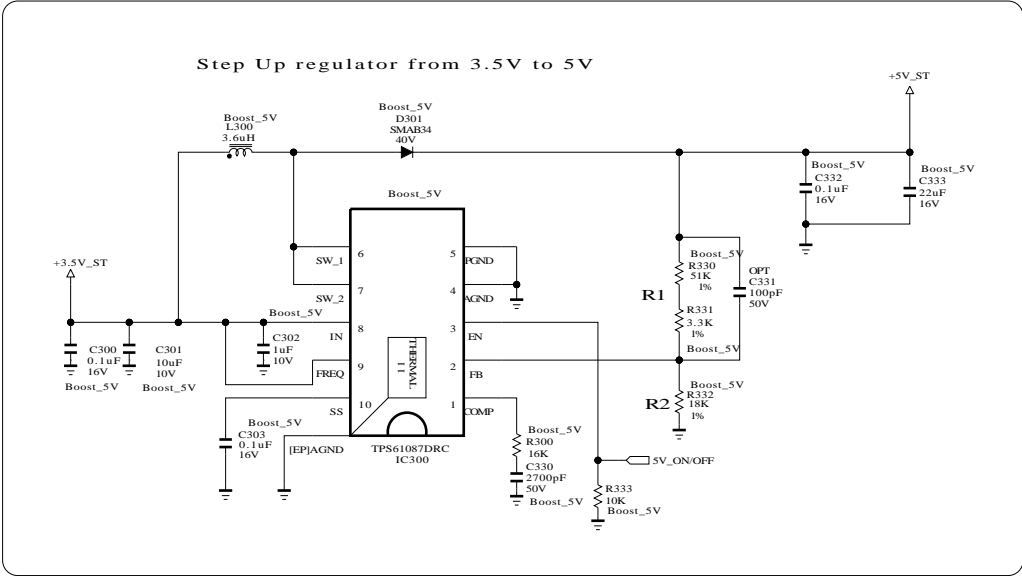 Step Up regulator from 3.5V to 5V
+5V_ST
Boost_5V
D301
SMAB34
40V
Boost_5V
L300
3.6uH
Boost_5V
C332
0.1uF
16V
Boost_5V
C333
22uF
16V
Boost_5V
6
SW_1
7
SW_2
8
IN
9
FREQ
10
SS
[EP]AGND
5
PGND
4
AGND
3
EN
2
FB
1
COMP
THERMAL
11
TPS61087DRC
IC300
+3.5V_ST
C300
0.1uF
16V
Boost_5V
C301
10uF
10V
Boost_5V
Boost_5V
C302
1uF
10V
Boost_5V
C303
0.1uF
16V
R1
Boost_5V
R330
51K
1%
OPT
C331
100pF
50V
R331
3.3K
1%
Boost_5V
R2
Boost_5V
R332
18K
1%
Boost_5V
R300
16K
C330
2700pF
50V
Boost_5V
5V_ON/OFF
R333
10K
Boost_5V